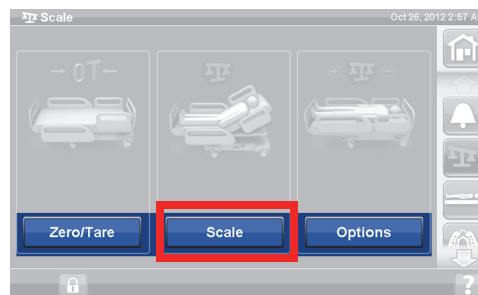 Scale
Oct 26, 2012 2:57 A
→ 0T ←
Zero/Tare
Scale
Options
?